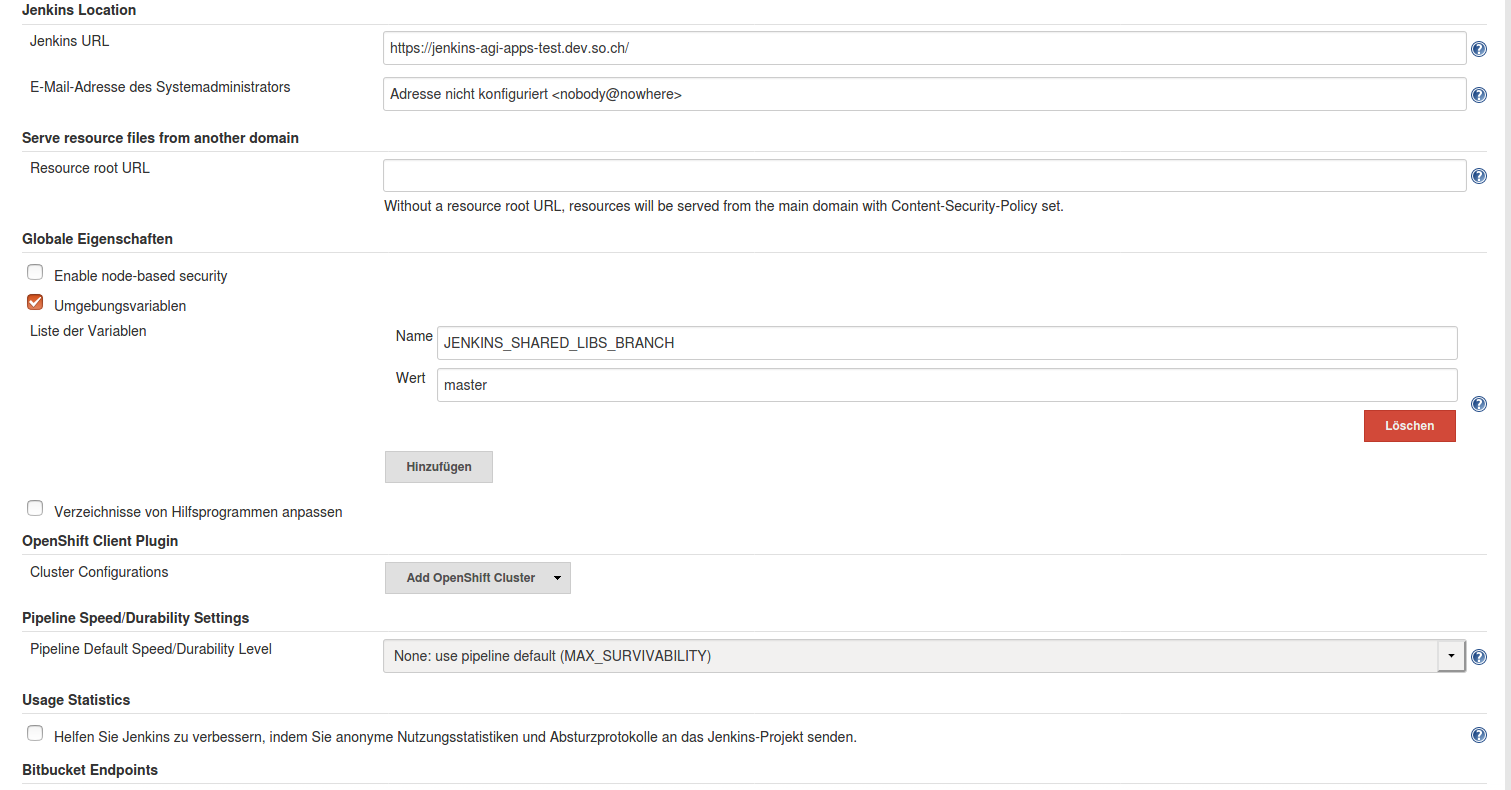 Jenkins Location
Jenkins URL
https://jenkins-agi-apps-test.dev.so.ch/
E-Mail-Adresse des Systemadministrators
Adresse nicht konfiguriert <nobody@nowhere>
Serve resource files from another domain
Resource root URL
Without a resource root URL, resources will be served from the main domain with Content-Security-Policy set.
Globale Eigenschaften
Enable node-based security
Umgebungsvariablen
Liste der Variablen
Name
JENKINS_SHARED_LIBS_BRANCH
Wert
master
Löschen
Hinzufügen
Verzeichnisse von Hilfsprogrammen anpassen
OpenShift Client Plugin
Cluster Configurations
Add OpenShift Cluster
Pipeline Speed/Durability Settings
Pipeline Default Speed/Durability Level
None: use pipeline default (MAX_SURVIVABILITY)
Usage Statistics
Helfen Sie Jenkins zu verbessern, indem Sie anonyme Nutzungsstatistiken und Absturzprotokolle an das Jenkins-Projekt senden.
Bitbucket Endpoints